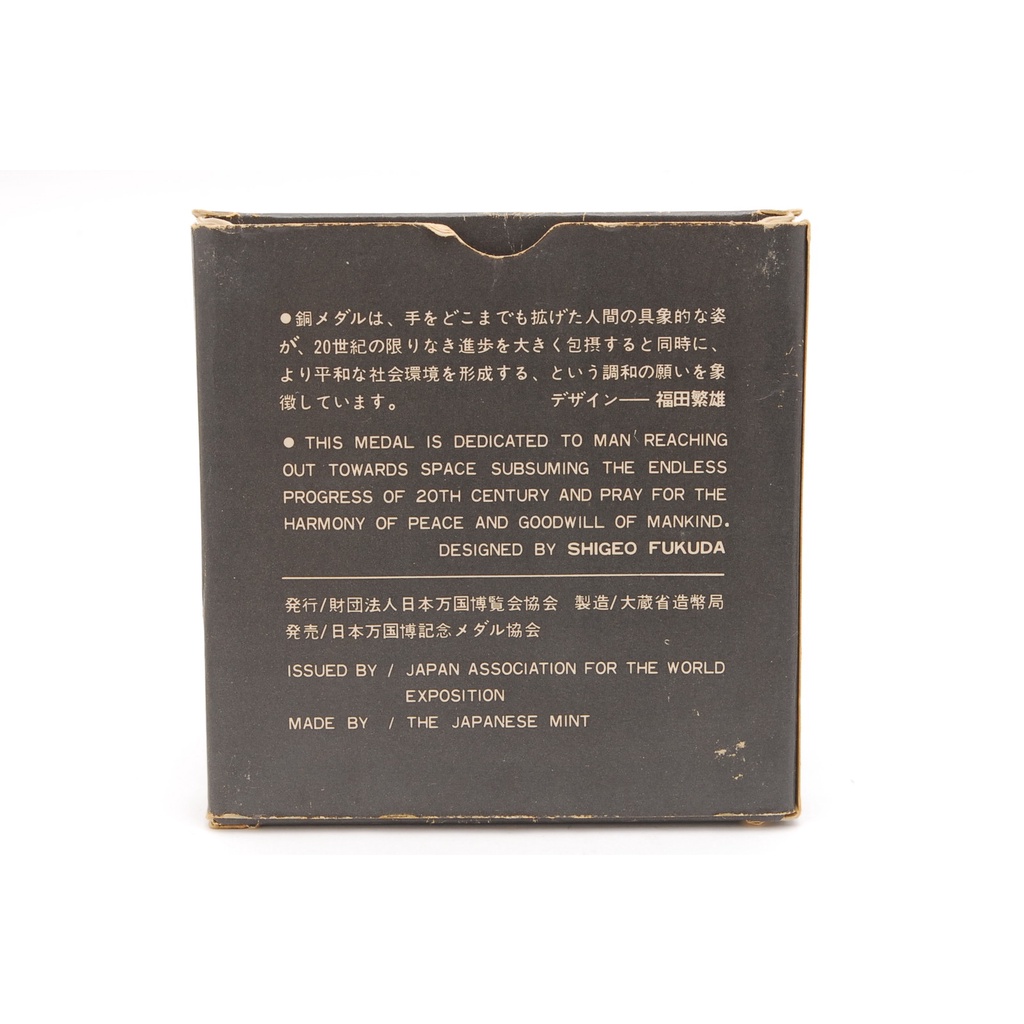 ●銅メダルは、手をどこまでも拡げた人間の具象的な姿
が、20世紀の限りなき進歩を大きく包摂すると同時に、
より平和な社会環境を形成する、という調和の願いを象
徴しています。 デザイン── 福田繁雄
● THIS MEDAL IS DEDICATED TO MAN REACHING
OUT TOWARDS SPACE SUBSUMING THE ENDLESS
PROGRESS OF 20TH CENTURY AND PRAY FOR THE
HARMONY OF PEACE AND GOODWILL OF MANKIND.
DESIGNED BY SHIGEO FUKUDA
発行/財団法人日本万国博覧会協会 製造/大蔵省造幣局
発売/日本万国博記念メダル協会
ISSUED BY / JAPAN ASSOCIATION FOR THE WORLD
EXPOSITION
MADE BY / THE JAPANESE MINT